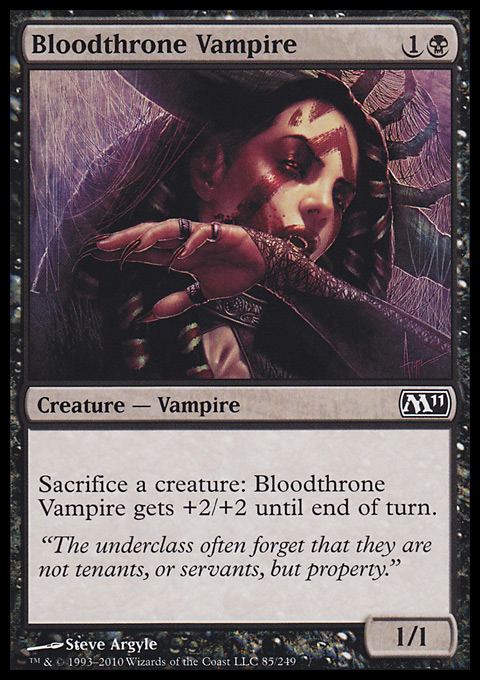 Bloodthrone Vampire 1
Creature — Vampire M11
Sacrifice a creature: Bloodthrone
Vampire gets +2/+2 until end of turn.
“The underclass often forget that they are
not tenants, or servants, but property.”
Steve Argyle
1/1
™ & © 1993–2010 Wizards of the Coast LLC 85/249